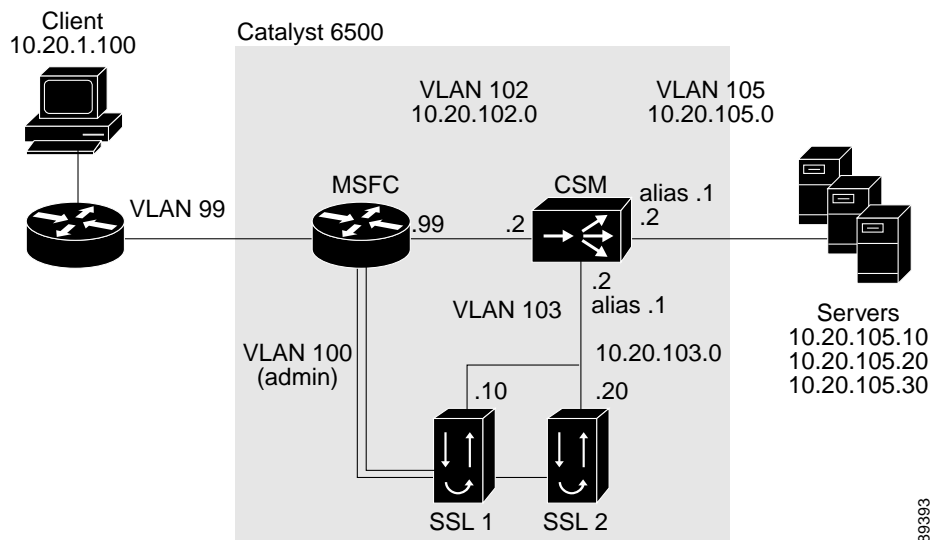 Client
10.20.1.100
Catalyst 6500
VLAN 102
10.20.102.0
VLAN 105
10.20.105.0
VLAN 99
MSFC
.99
.2
CSM
alias .1
.2
.2
alias .1
VLAN 103
10.20.103.0
VLAN 100
(admin)
.10
.20
SSL 1
SSL 2
Servers
10.20.105.10
10.20.105.20
10.20.105.30